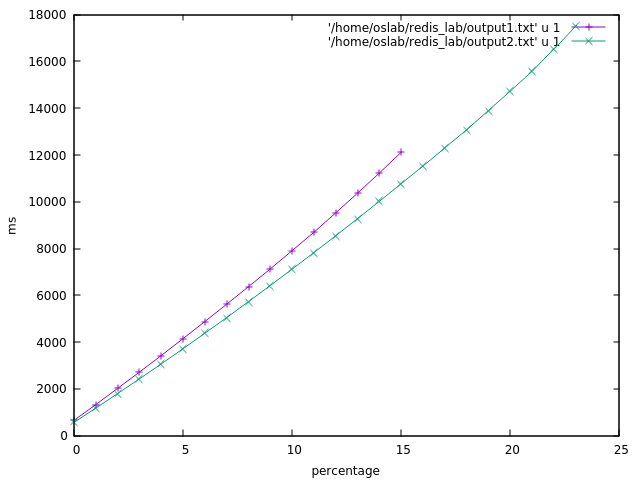 18000
16000
14000
12000
10000
8000
6000
4000
2000
0
ms
'/home/oslab/redis_lab/output1.txt' u 1
'/home/oslab/redis_lab/output2.txt' u 1
0 5 10 15 20 25
percentage